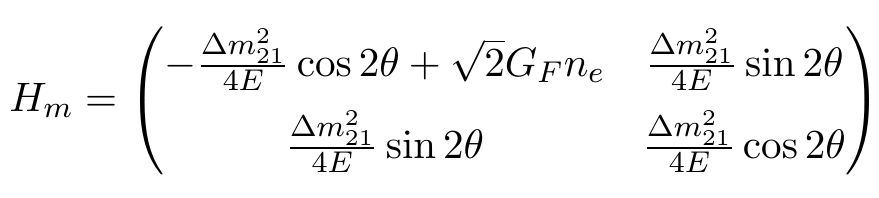 H_m = \begin{pmatrix} -\frac{\Delta m_{21}^2}{4E} \cos 2\theta + \sqrt{2} G_F n_e & \frac{\Delta m_{21}^2}{4E} \sin 2\theta \\ \frac{\Delta m_{21}^2}{4E} \sin 2\theta & \frac{\Delta m_{21}^2}{4E} \cos 2\theta \end{pmatrix}